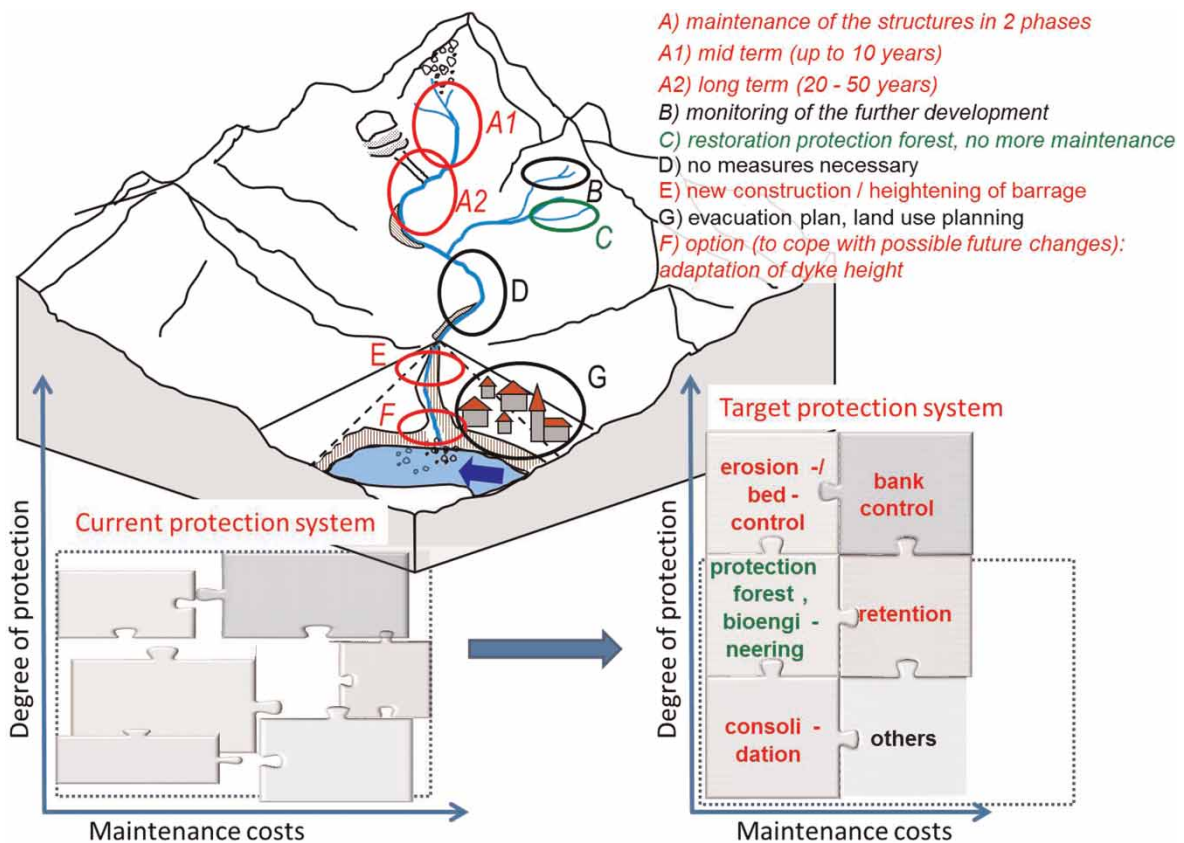 A) maintenance of the structures in 2 phases
A1) mid term (up to 10 years)
A2) long term (20 - 50 years)
B) monitoring of the further development
C) restoration protection forest, no more maintenance
D) no measures necessary
E) new construction / heightening of barrage
G) evacuation plan, land use planning
F) option (to cope with possible future changes):
adaptation of dyke height
A1
A2
B
C
D
E
F
G
Current protection system
Degree of protection
Maintenance costs
Target protection system
Degree of protection
erosion -/
bed -
control
bank
control
protection
forest ,
bioengi -
neering
retention
consoli -
dation
others
Maintenance costs